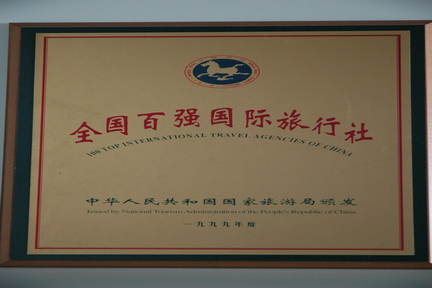 全国百强国际旅行社
100 TOP INTERNATIONAL TRAVEL AGENCIES OF CHINA
中华人民共和国国家旅游局颁发
Issued by National Tourism Administration of the People's Republic of China
一九九九年度